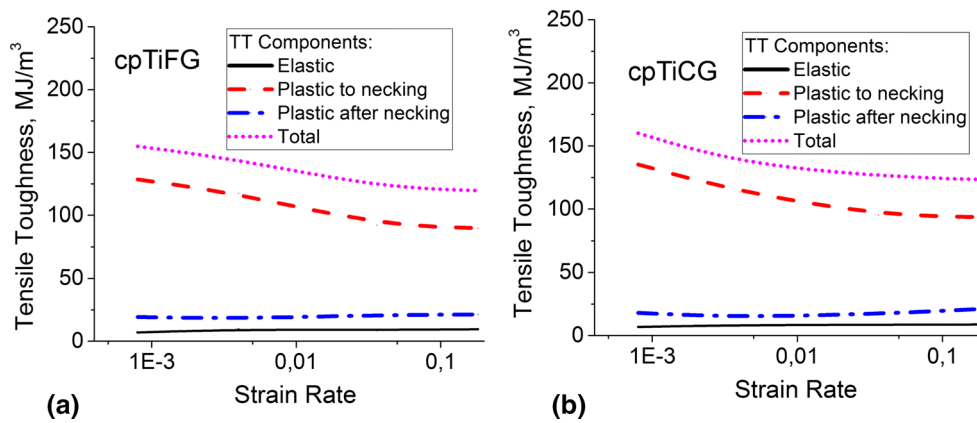 250
200
150
100
50
0
Tensile Toughness, MJ/m³
cpTiFG
TT Components:
Elastic
Plastic to necking
Plastic after necking
Total
1E-3
0,01
0,1
Strain Rate
(a)
250
200
150
100
50
0
Tensile Toughness, MJ/m³
cpTiCG
TT Components:
Elastic
Plastic to necking
Plastic after necking
Total
1E-3
0,01
0,1
Strain Rate
(b)